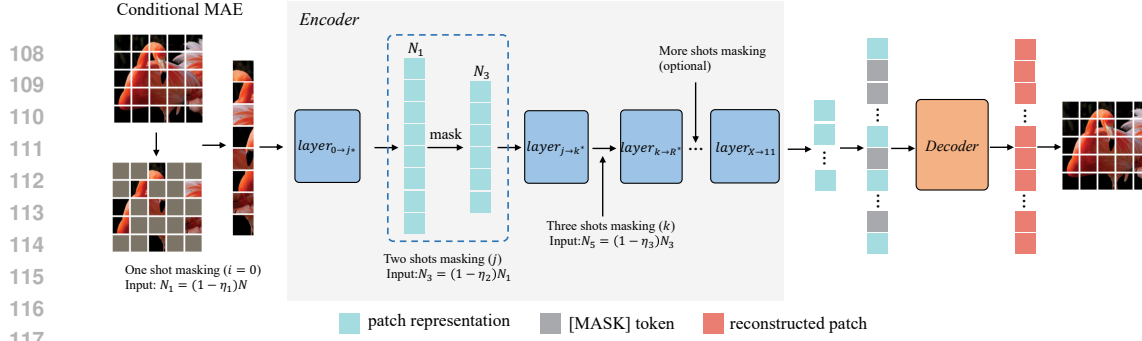 Conditional MAE
108
109
110
111
112
113
114
115
116
117
One shot masking (i = 0)
Input: N₁ = (1 − η₁)N
Encoder
layer₀→ⱼ*
N₁
mask
N₃
Two shots masking (j)
Input:N₃ = (1 − η₂)N₁
layerⱼ→ₖ*
Three shots masking (k)
Input:N₅ = (1 − η₃)N₃
layerₖ→R*
More shots masking
(optional)
...
layer_X→11
Decoder
patch representation
[MASK] token
reconstructed patch